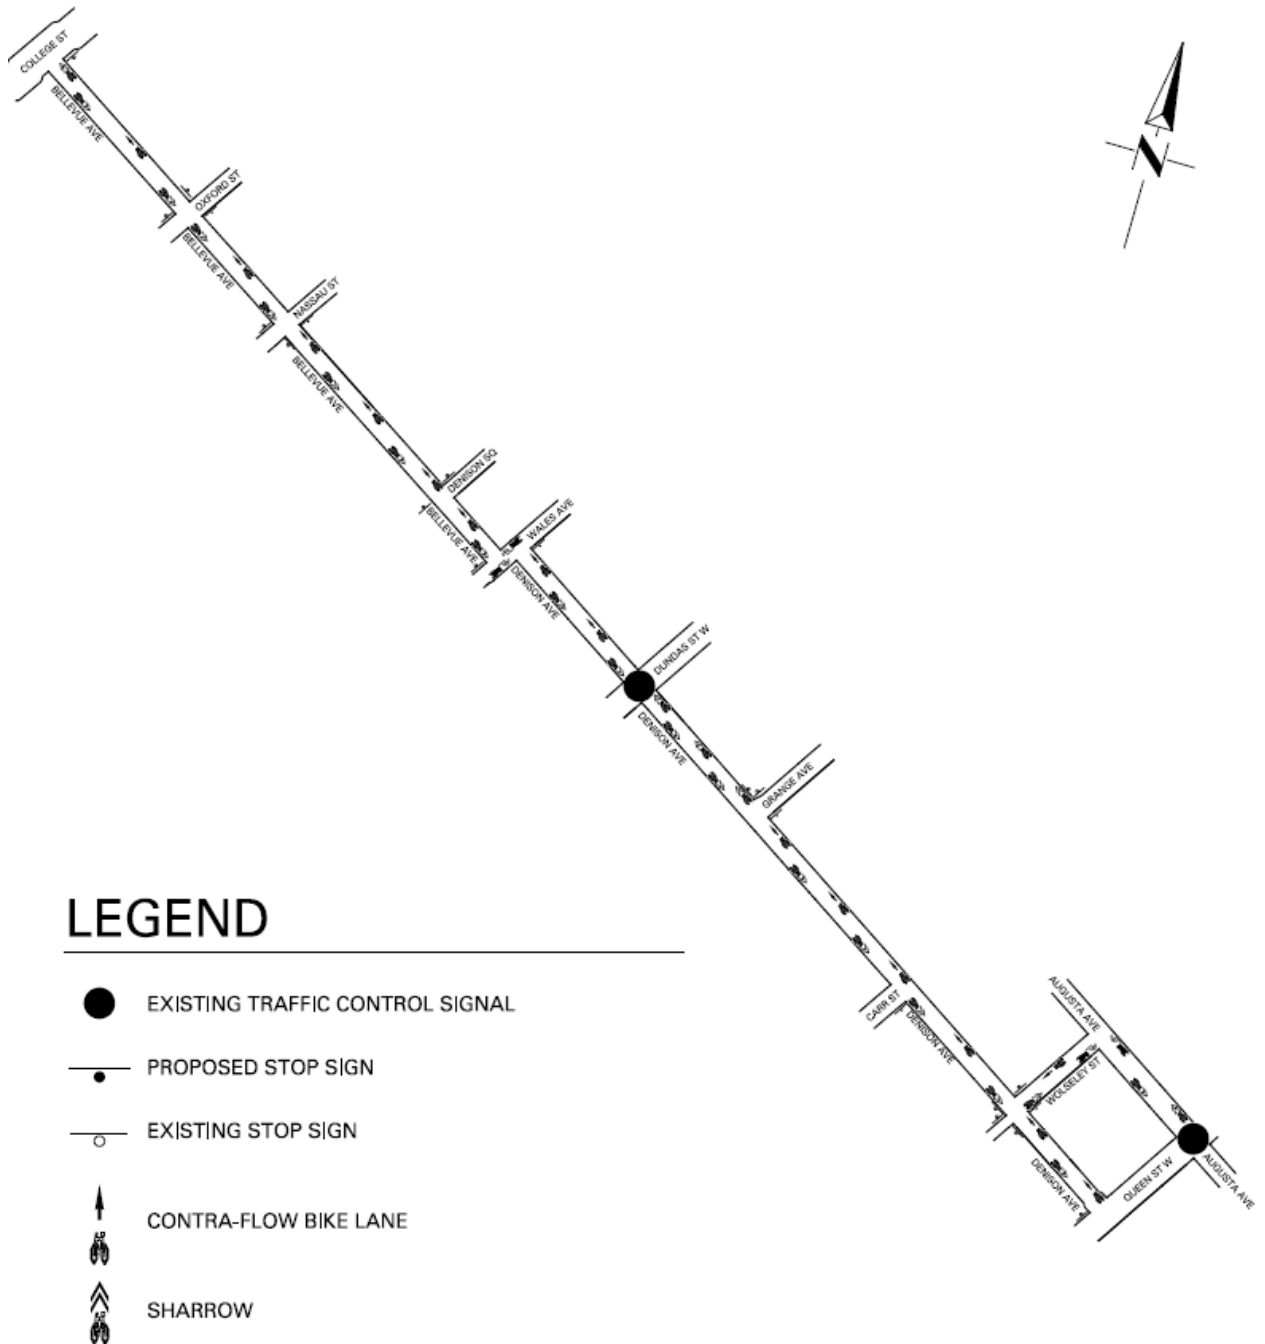 COLLEGE ST
BELLEVUE AVE
OXFORD ST
BELLEVUE AVE
NASSAU ST
BELLEVUE AVE
DENISON SQ
BELLEVUE AVE
WALES AVE
DENISON AVE
DUNDAS ST W
DENISON AVE
GRANGE AVE
CARR ST
DENISON AVE
AUGUSTA AVE
WOLSELEY ST
DENISON AVE
QUEEN ST W
AUGUSTA AVE
N
LEGEND
EXISTING TRAFFIC CONTROL SIGNAL
PROPOSED STOP SIGN
EXISTING STOP SIGN
CONTRA-FLOW BIKE LANE
SHARROW